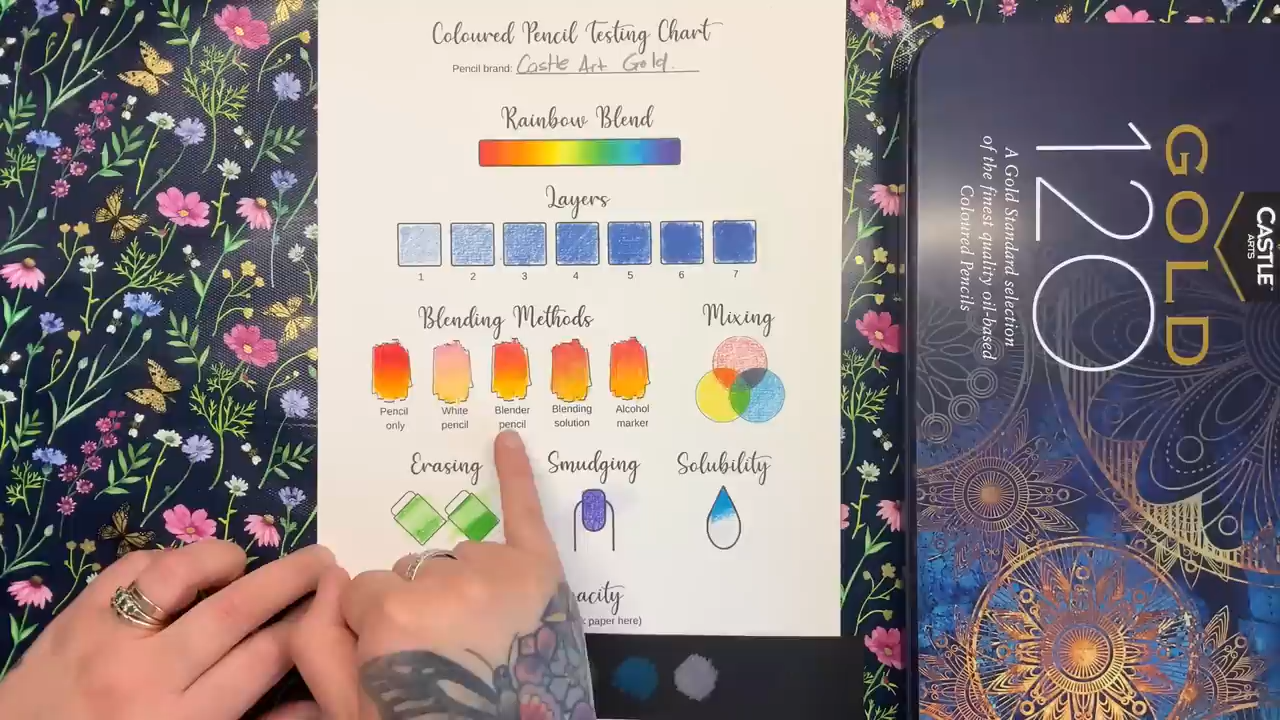 Coloured Pencil Testing Chart
Pencil brand: Castle Art Gold.
Rainbow Blend
Layers
1 2 3 4 5 6 7
Blending Methods
Mixing
Pencil only
White pencil
Blender pencil
Blending solution
Alcohol marker
Erasing
Smudging
Solubility
acity
paper here)
CASTLE
ARTS
GOLD
120
A Gold Standard selection
of the finest quality oil-based
Coloured Pencils